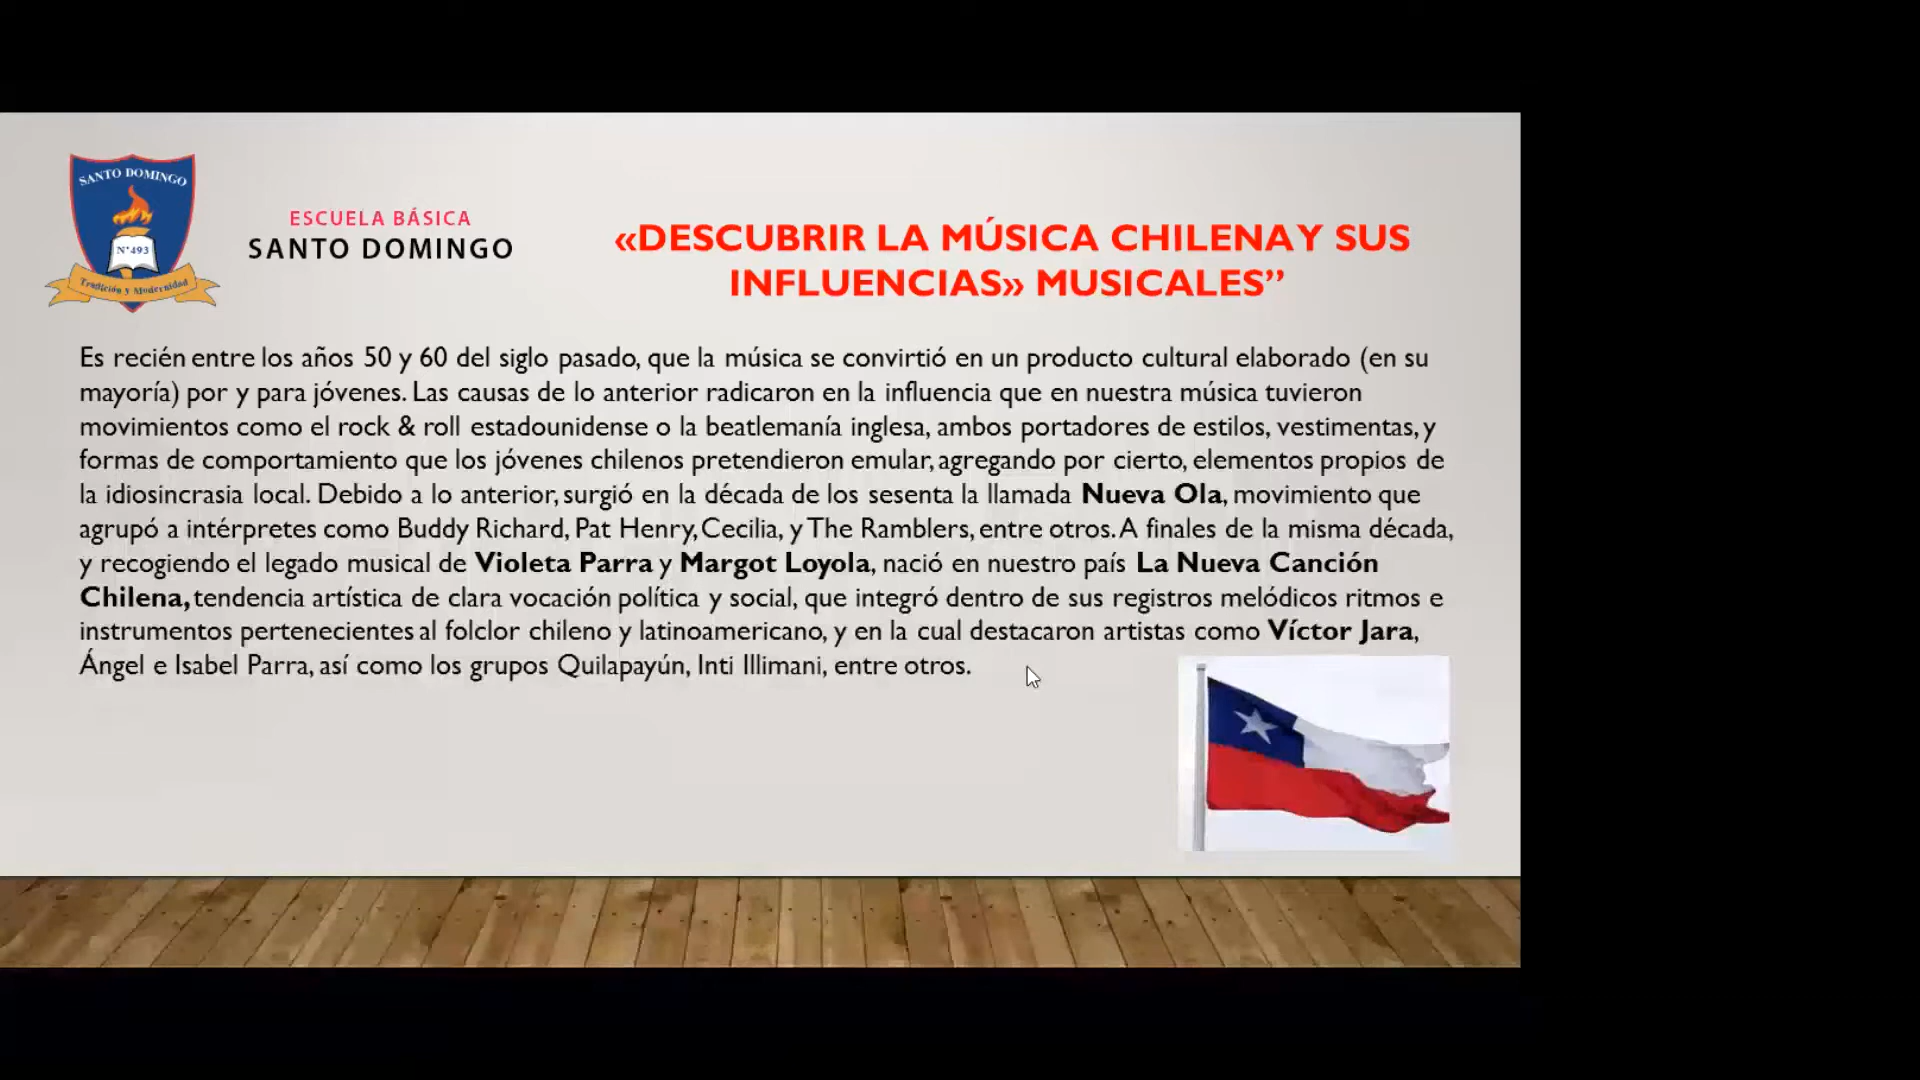 SANTO DOMINGO
N°493
Tradición y Modernidad
ESCUELA BÁSICA
SANTO DOMINGO
«DESCUBRIR LA MÚSICA CHILENA Y SUS
INFLUENCIAS» MUSICALES”
Es recién entre los años 50 y 60 del siglo pasado, que la música se convirtió en un producto cultural elaborado (en su
mayoría) por y para jóvenes. Las causas de lo anterior radicaron en la influencia que en nuestra música tuvieron
movimientos como el rock & roll estadounidense o la beatlemanía inglesa, ambos portadores de estilos, vestimentas, y
formas de comportamiento que los jóvenes chilenos pretendieron emular, agregando por cierto, elementos propios de
la idiosincrasia local. Debido a lo anterior, surgió en la década de los sesenta la llamada Nueva Ola, movimiento que
agrupó a intérpretes como Buddy Richard, Pat Henry, Cecilia, y The Ramblers, entre otros. A finales de la misma década,
y recogiendo el legado musical de Violeta Parra y Margot Loyola, nació en nuestro país La Nueva Canción
Chilena, tendencia artística de clara vocación política y social, que integró dentro de sus registros melódicos ritmos e
instrumentos pertenecientes al folclor chileno y latinoamericano, y en la cual destacaron artistas como Víctor Jara,
Ángel e Isabel Parra, así como los grupos Quilapayún, Inti Illimani, entre otros.